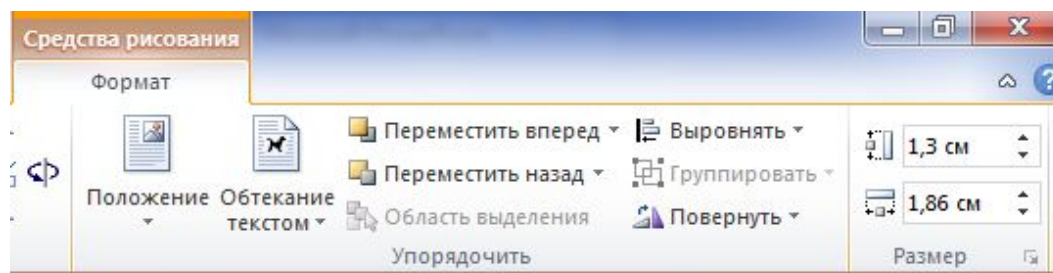 Средства рисования
Формат
Положение
Обтекание
текстом
Переместить вперед
Переместить назад
Область выделения
Выровнять
Группировать
Повернуть
Упорядочить
1,3 см
1,86 см
Размер